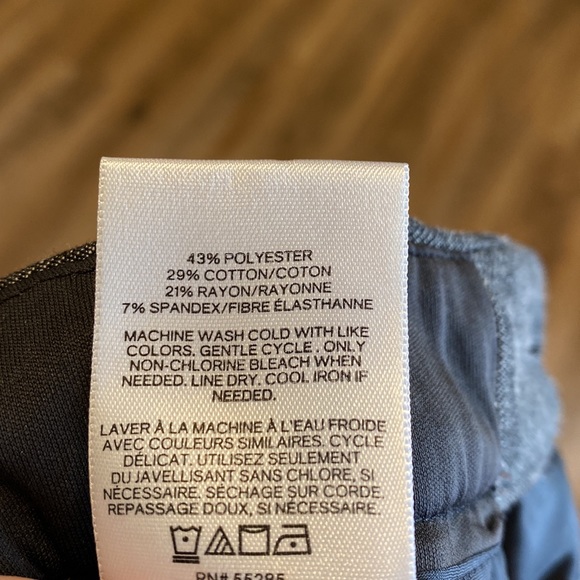 43% POLYESTER
29% COTTON/COTON
21% RAYON/RAYONNE
7% SPANDEX/FIBRE ÉLASTHANNE
MACHINE WASH COLD WITH LIKE
COLORS. GENTLE CYCLE . ONLY
NON-CHLORINE BLEACH WHEN
NEEDED. LINE DRY. COOL IRON IF
NEEDED.
LAVER À LA MACHINE À L'EAU FROIDE
AVEC COULEURS SIMILAIRES. CYCLE
DÉLICAT. UTILISEZ SEULEMENT
DU JAVELLISANT SANS CHLORE, SI
NÉCESSAIRE. SÉCHAGE SUR CORDE.
REPASSAGE DOUX, SI NÉCESSAIRE.
RN# 55285